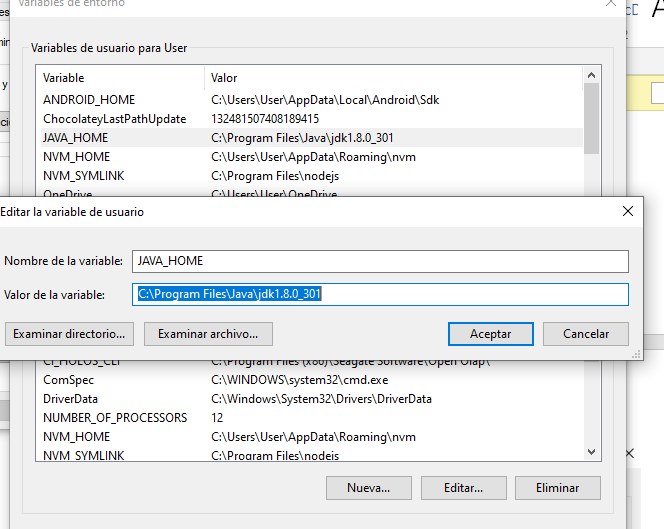 Variables de entorno
Variables de usuario para User
Variable Valor
ANDROID_HOME C:\Users\User\AppData\Local\Android\Sdk
ChocolateyLastPathUpdate 132481507408189415
JAVA_HOME C:\Program Files\Java\jdk1.8.0_301
NVM_HOME C:\Users\User\AppData\Roaming\nvm
NVM_SYMLINK C:\Program Files\nodejs
OneDrive C:\Users\User\OneDrive
Editar la variable de usuario
Nombre de la variable: JAVA_HOME
Valor de la variable: C:\Program Files\Java\jdk1.8.0_301
Examinar directorio... Examinar archivo... Aceptar Cancelar
CI_HOLOS_CLP C:\Program Files (x86)\Seagate Software\Open Olap\
ComSpec C:\WINDOWS\system32\cmd.exe
DriverData C:\Windows\System32\Drivers\DriverData
NUMBER_OF_PROCESSORS 12
NVM_HOME C:\Users\User\AppData\Roaming\nvm
NVM_SYMLINK C:\Program Files\nodejs
Nueva... Editar... Eliminar